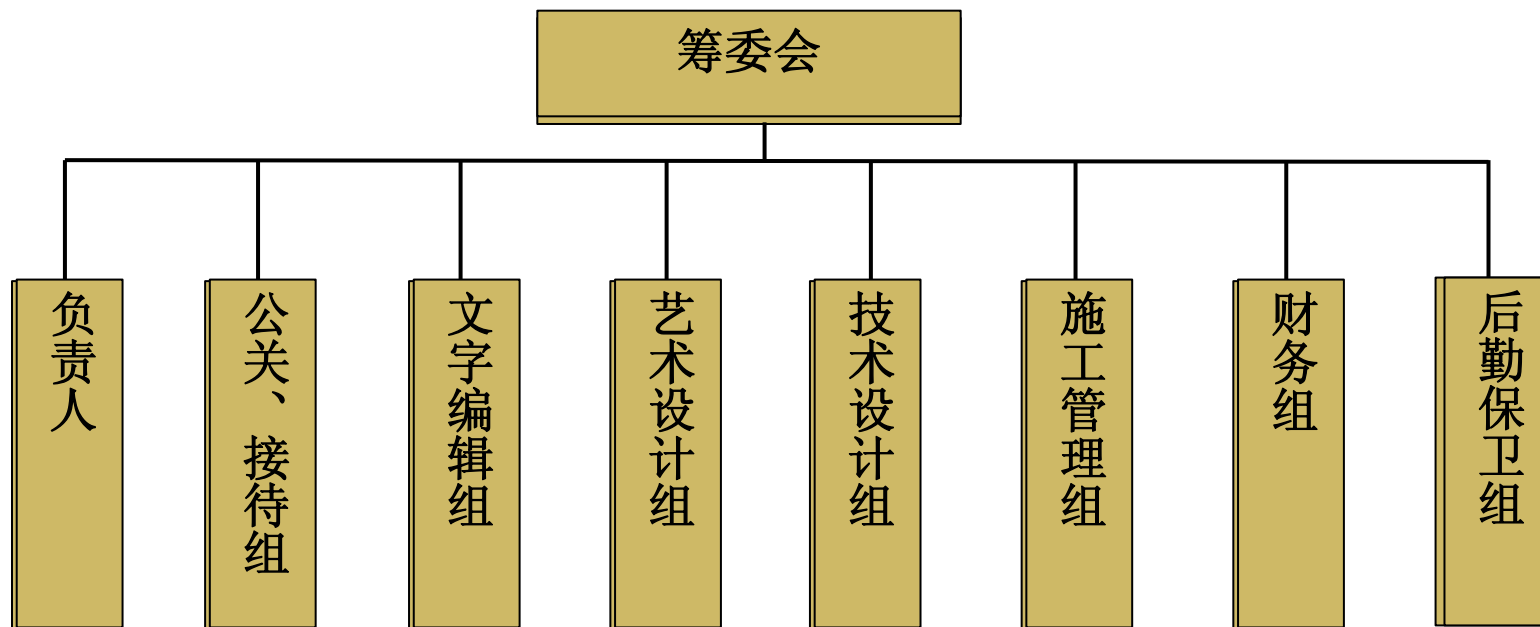 筹委会
负责人
公关、接待组
文字编辑组
艺术设计组
技术设计组
施工管理组
财务组
后勤保卫组